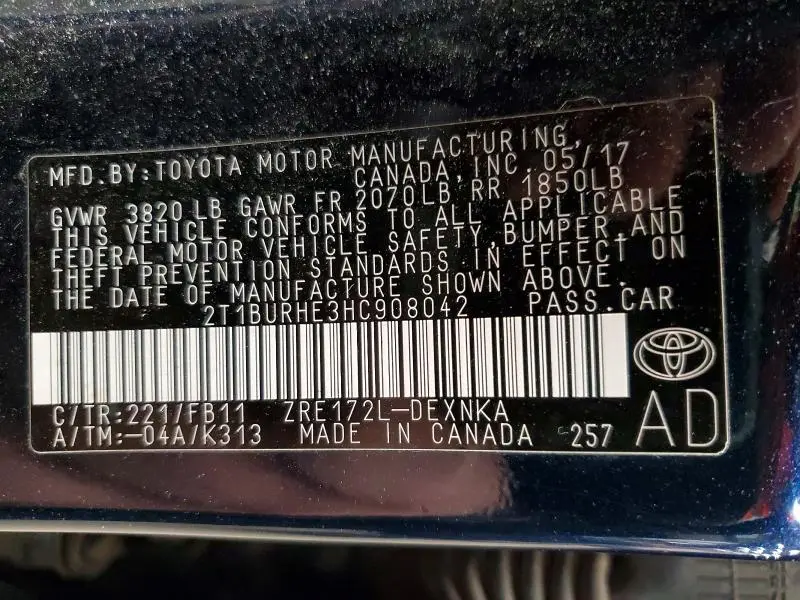 MFD. BY: TOYOTA MOTOR MANUFACTURING,
CANADA, INC. 05/17
GVWR 3820 LB GAWR FR 2070LB RR 1850LB
THIS VEHICLE CONFORMS TO ALL APPLICABLE
FEDERAL MOTOR VEHICLE SAFETY, BUMPER, AND
THEFT PREVENTION STANDARDS IN EFFECT ON
THE DATE OF MANUFACTURE SHOWN ABOVE.
2T1BURHE3HC908042 PASS. CAR
C/TR: 221/FB11 ZRE172L-DEXNKA
A/TM: -04A/K313 MADE IN CANADA C257 AD